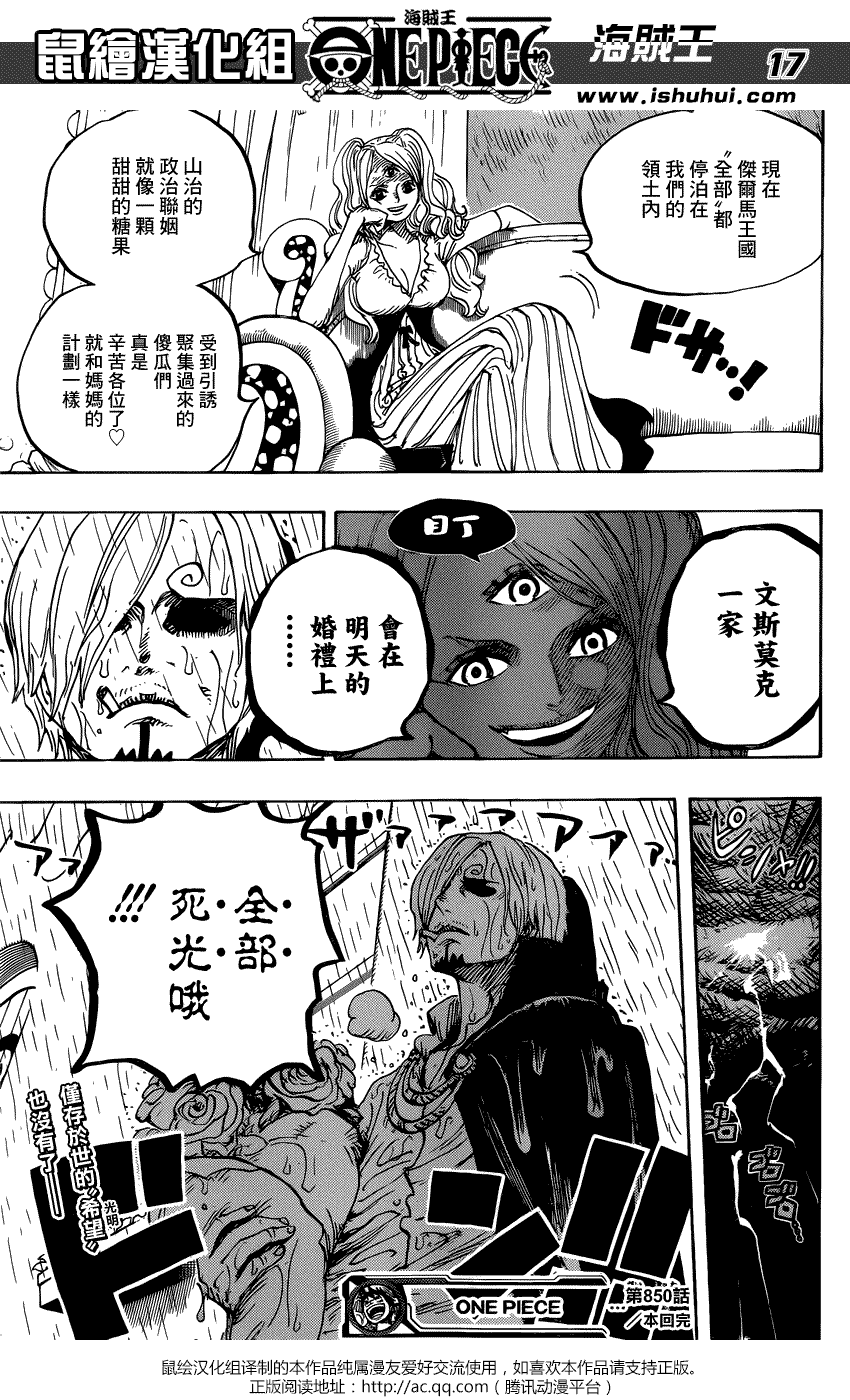 鼠繪漢化組
海賊王
ONE PIECE
海賊王
17
www.ishuhui.com
現在
傑爾馬王國
“全部”都
停泊在
我們的
領土內
山治的
政治聯姻
就像一顆
甜甜的糖果
受到引誘
聚集過來的
傻瓜們
真是
辛苦各位了♡
就和媽媽的
計劃一樣
ドサ・・!
文斯莫克
一家
盯
會在
明天的
婚禮上
……
ピシャ!!
ゴロ
ゴロ
ゴロ
ザァァァァァァ
全部
死光哦
!!!
僅存於世的“希望”
光明
也沒有了——
ONE PIECE
第850話
/本回完
鼠绘汉化组译制的本作品纯属漫友爱好交流使用，如喜欢本作品请支持正版。
正版阅读地址：http://ac.qq.com（腾讯动漫平台）